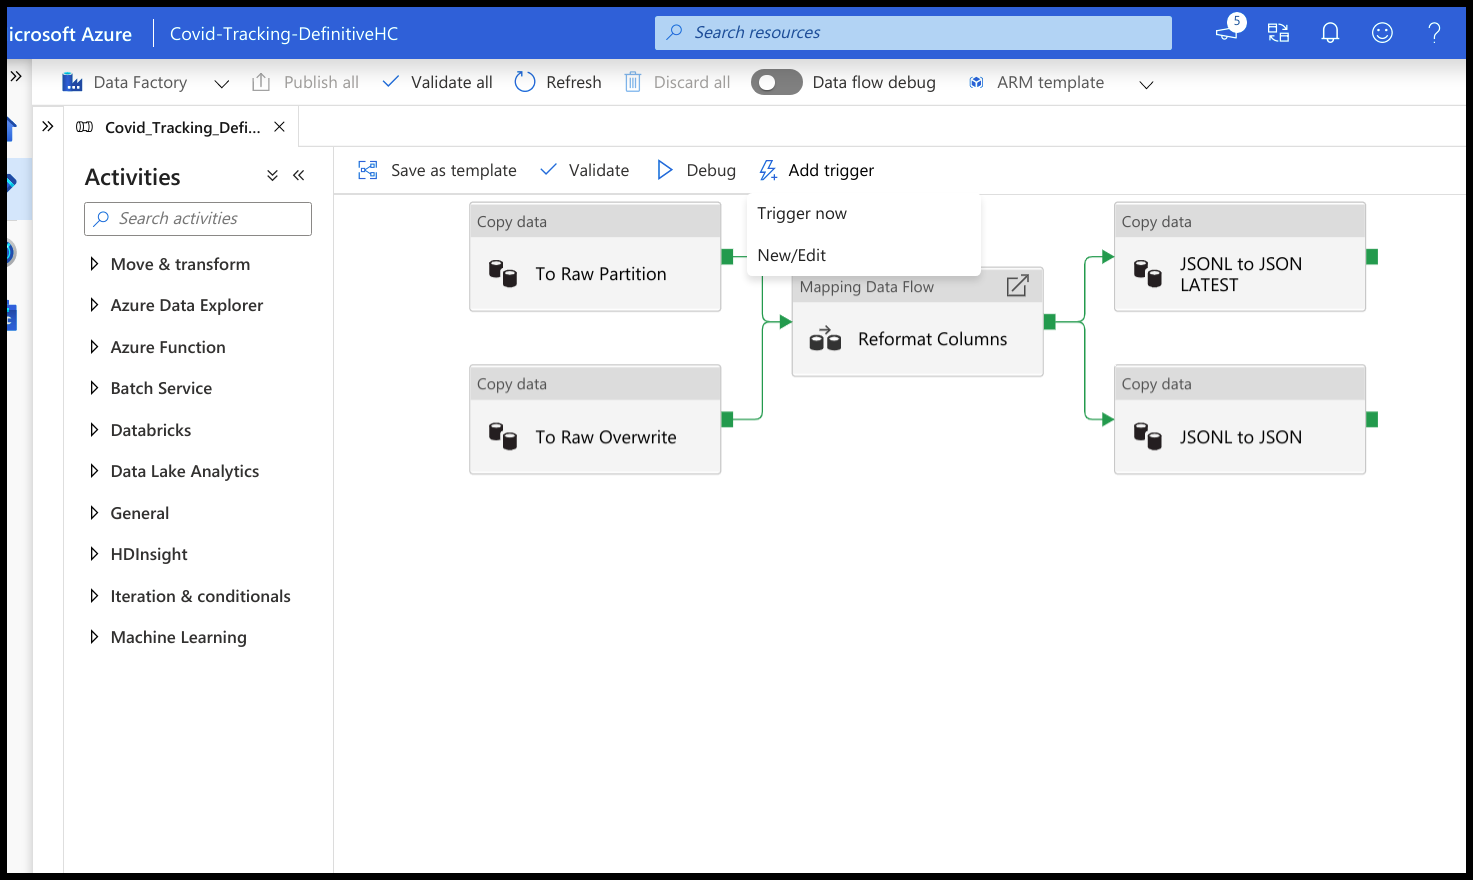 icrosoft Azure
Covid-Tracking-DefinitiveHC
Search resources
5
?
Data Factory
Publish all
Validate all
Refresh
Discard all
Data flow debug
ARM template
Covid_Tracking_Defi...
Activities
Search activities
Move & transform
Azure Data Explorer
Azure Function
Batch Service
Databricks
Data Lake Analytics
General
HDInsight
Iteration & conditionals
Machine Learning
Save as template
Validate
Debug
Add trigger
Trigger now
New/Edit
Copy data
To Raw Partition
Copy data
To Raw Overwrite
Mapping Data Flow
Reformat Columns
Copy data
JSONL to JSON
LATEST
Copy data
JSONL to JSON